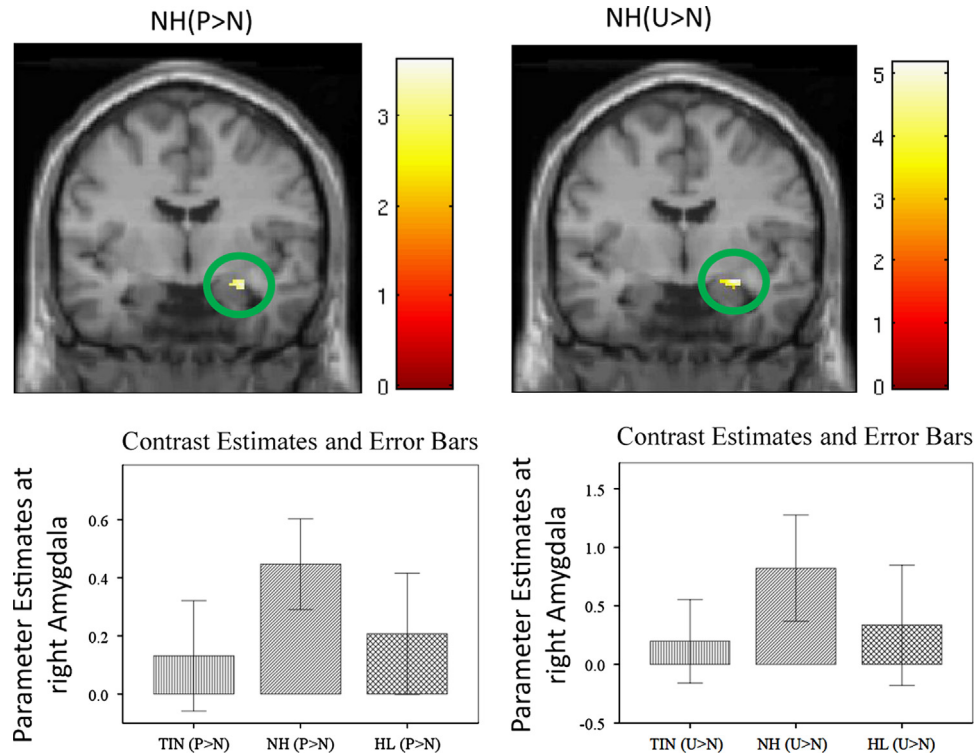 NH(P>N)
NH(U>N)
3
2
1
0
5
4
3
2
1
0
Contrast Estimates and Error Bars
Parameter Estimates at
right Amygdala
0.6
0.4
0.2
0.0
TIN (P>N) NH (P>N) HL (P>N)
Contrast Estimates and Error Bars
Parameter Estimates at
right Amygdala
1.5
1.0
0.5
0.0
-0.5
TIN (U>N) NH (U>N) HL (U>N)